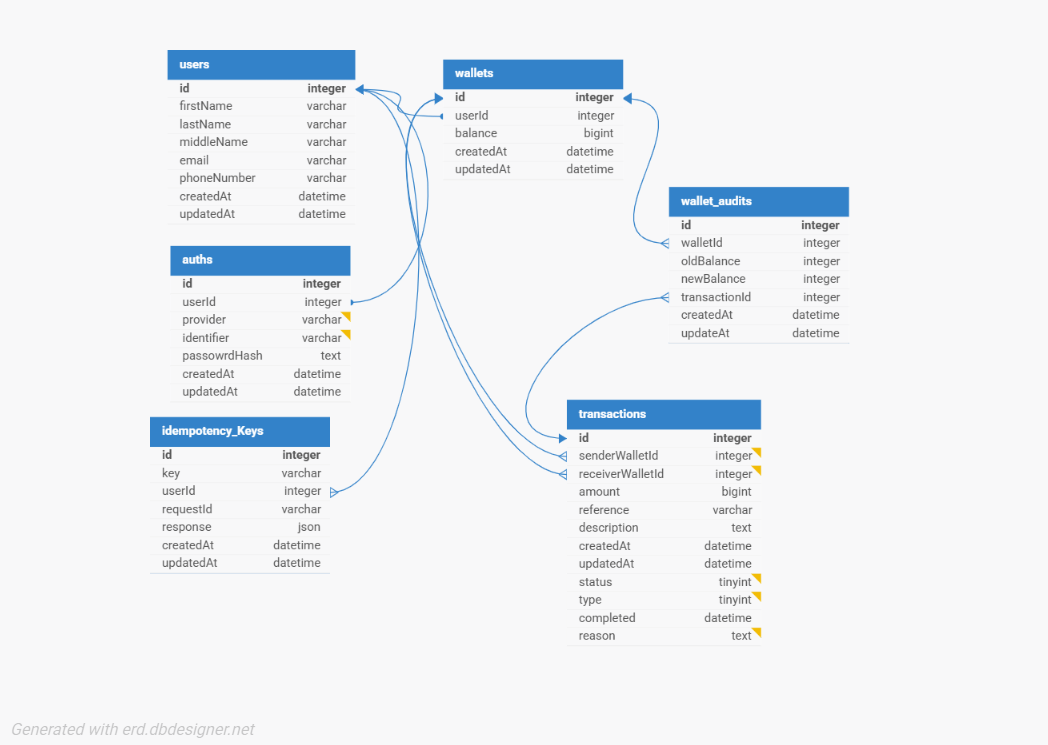 users
id integer
firstName varchar
lastName varchar
middleName varchar
email varchar
phoneNumber varchar
createdAt datetime
updatedAt datetime
wallets
id integer
userId integer
balance bigint
createdAt datetime
updatedAt datetime
wallet_audits
id integer
walletId integer
oldBalance integer
newBalance integer
transactionId integer
createdAt datetime
updateAt datetime
auths
id integer
userId integer
provider varchar
identifier varchar
passowrdHash text
createdAt datetime
updatedAt datetime
idempotency_Keys
id integer
key varchar
userId integer
requestId varchar
response json
createdAt datetime
updatedAt datetime
transactions
id integer
senderWalletId integer
receiverWalletId integer
amount bigint
reference varchar
description text
createdAt datetime
updatedAt datetime
status tinyint
type tinyint
completed datetime
reason text
Generated with erd.dbdesigner.net